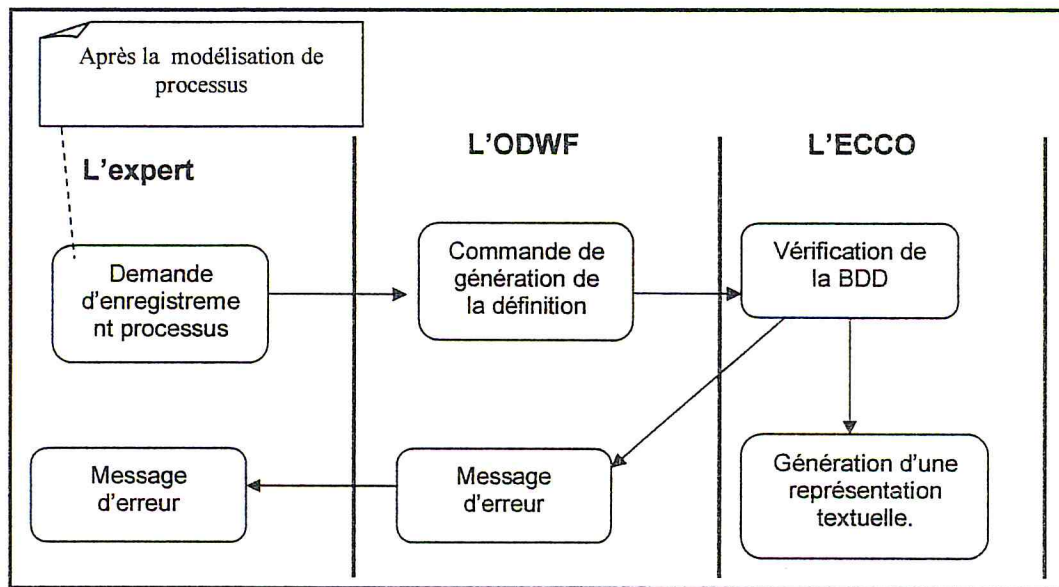 Après la modélisation de
processus
L'expert
L'ODWF
L'ECCO
Demande
d'enregistreme
nt processus
Commande de
génération de
la définition
Vérification de
la BDD
Message
d'erreur
Message
d'erreur
Génération d'une
représentation
textuelle.